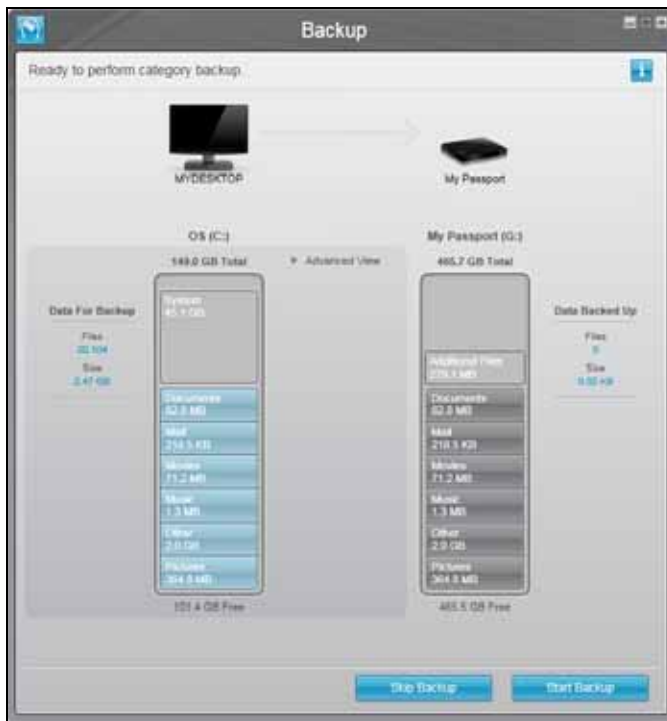 Backup
Ready to perform category backup.
MYDESKTOP
My Passport
OS (C:)
My Passport (G:)
149.0 GB Total
Advanced View
465.7 GB Total
Data For Backup
Files
Size
2.47 GB
System
45.1 GB
Documents
82.8 MB
Mail
218.5 KB
Movies
71.2 MB
Music
1.3 MB
Other
2.0 GB
Pictures
364.8 MB
101.4 GB Free
Additional Files
Documents
82.8 MB
Mail
218.5 KB
Movies
71.2 MB
Music
1.3 MB
Other
2.0 GB
Pictures
364.8 MB
465.5 GB Free
Data Backed Up
Files
0
Size
0.00 KB
Skip Backup
Start Backup